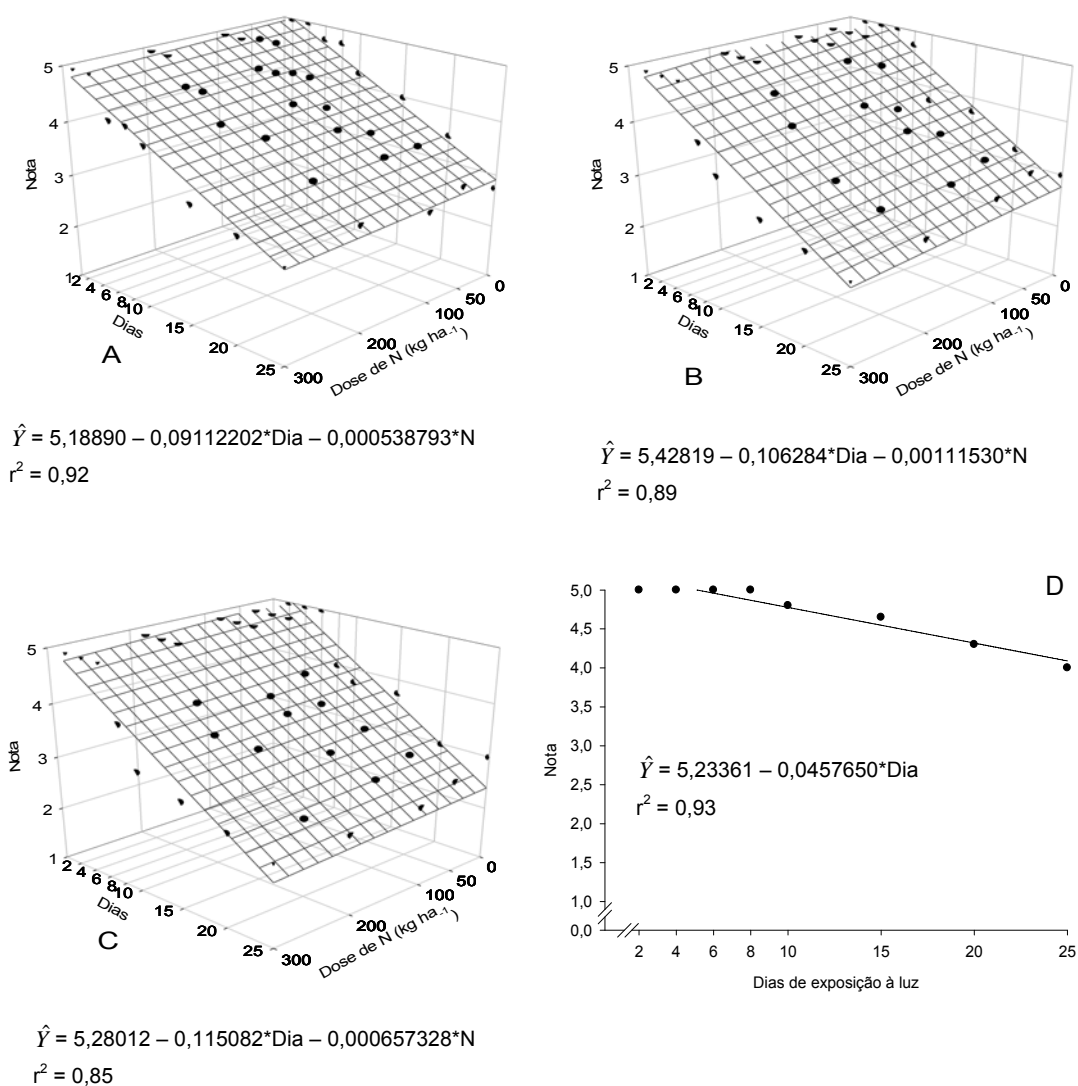 5
4
3
2
1
Nota
2 4 6 8 10 15 20 25
Dias
300 200 100 50 0
Dose de N (kg ha-1)
A
Ŷ = 5,18890 – 0,09112202*Dia – 0,000538793*N
r² = 0,92
5
4
3
2
1
Nota
2 4 6 8 10 15 20 25
Dias
300 200 100 50 0
Dose de N (kg ha-1)
B
Ŷ = 5,42819 – 0,106284*Dia – 0,00111530*N
r² = 0,89
5
4
3
2
1
Nota
2 4 6 8 10 15 20 25
Dias
300 200 100 50 0
Dose de N (kg ha-1)
C
Ŷ = 5,28012 – 0,115082*Dia – 0,000657328*N
r² = 0,85
D
5,0
4,5
4,0
3,5
3,0
2,5
2,0
1,5
1,0
0,0
Nota
Ŷ = 5,23361 – 0,0457650*Dia
r² = 0,93
2 4 6 8 10 15 20 25
Dias de exposição à luz